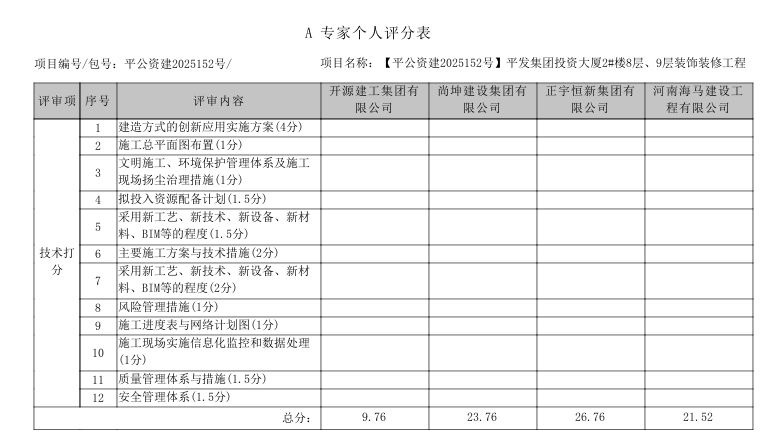 A 专家个人评分表
项目编号/包号: 平公资建2025152号/ 项目名称: 【平公资建2025152号】平发集团投资大厦2#楼8层、9层装饰装修工程
评审项 序号 评审内容 开源建工集团有限公司 尚坤建设集团有限公司 正宇恒新集团有限公司 河南海马建设工程有限公司
技术打分
1 建造方式的创新应用实施方案(4分)
2 施工总平面图布置(1分)
3 文明施工、环境保护管理体系及施工现场扬尘治理措施(1分)
4 拟投入资源配备计划(1.5分)
5 采用新工艺、新技术、新设备、新材料、BIM等的程度(1.5分)
6 主要施工方案与技术措施(2分)
7 采用新工艺、新技术、新设备、新材料、BIM等的程度(2分)
8 风险管理措施(1分)
9 施工进度表与网络计划图(1分)
10 施工现场实施信息化监控和数据处理(1分)
11 质量管理体系与措施(1.5分)
12 安全管理体系(1.5分)
总分: 9.76 23.76 26.76 21.52